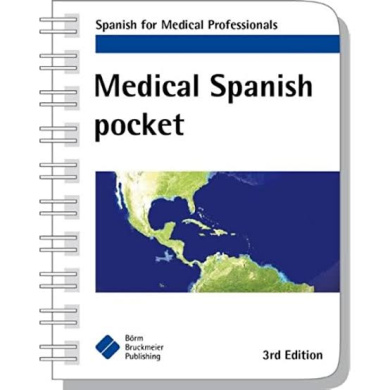 Spanish for Medical Professionals
Medical Spanish
pocket
Börm
Bruckmeier
Publishing
3rd Edition